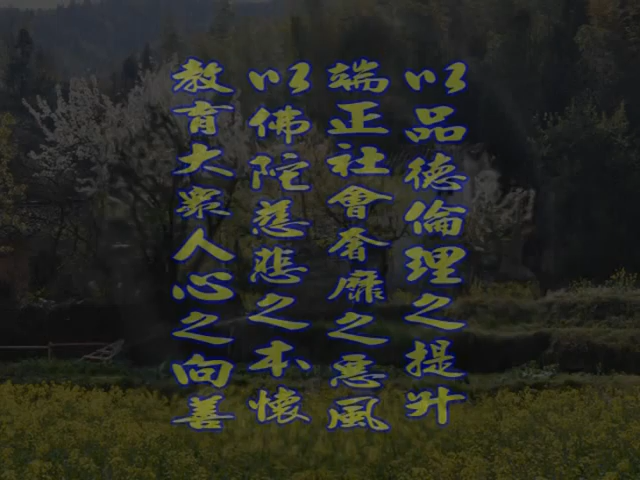 以品德倫理之提升
端正社會奢靡之惡風
以佛陀慈悲之本懷
教育大眾人心之向善